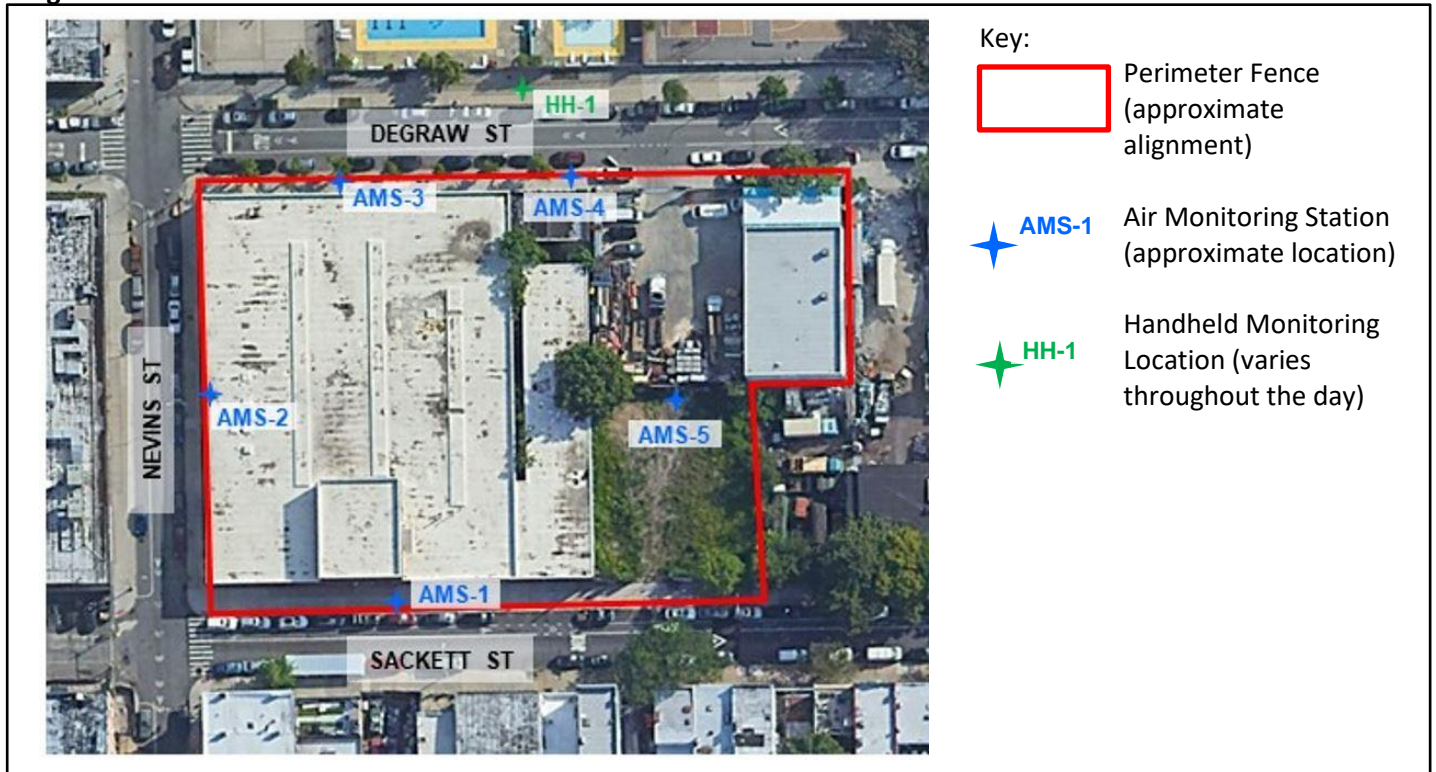 HH-1
DEGRAW ST
AMS-3
AMS-4
NEVINS ST
AMS-2
AMS-5
AMS-1
SACKETT ST
Key:
Perimeter Fence
(approximate
alignment)
AMS-1
Air Monitoring Station
(approximate location)
HH-1
Handheld Monitoring
Location (varies
throughout the day)